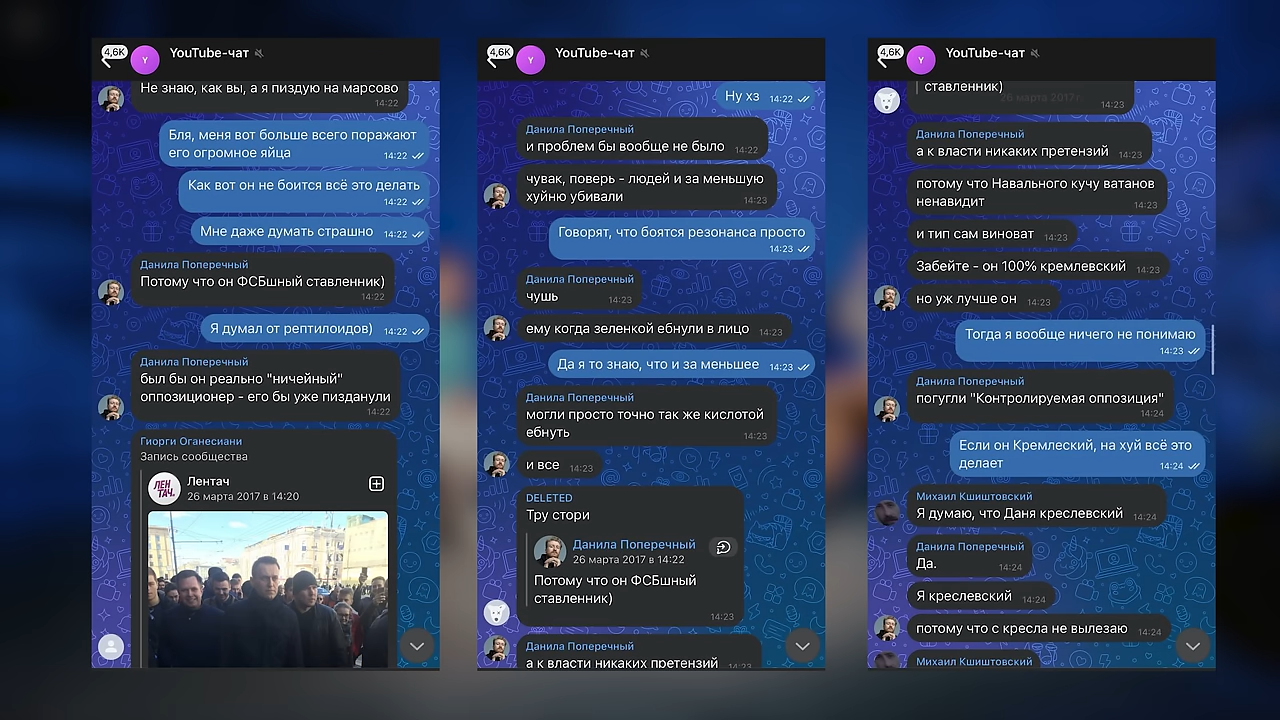 4,6K
Y
YouTube-чат
Не знаю, как вы, а я пиздую на марсово
14:22
Бля, меня вот больше всего поражают
его огромное яйца
14:22
Как вот он не боится всё это делать
14:22
Мне даже думать страшно 14:22
Данила Поперечный
Потому что он ФСБшный ставленник)
14:22
Я думал от рептилоидов) 14:22
Данила Поперечный
был бы он реально "ничейный"
оппозиционер - его бы уже пизданули
14:22
Гиорги Оганесиани
Запись сообщества
ЛЕН
ТАЧ.
Лентач
26 марта 2017 в 14:20
4,6K
Y
YouTube-чат
Ну хз 14:22
Данила Поперечный
и проблем бы вообще не было 14:22
чувак, поверь - людей и за меньшую
хуйню убивали
14:23
Говорят, что боятся резонанса просто
14:23
Данила Поперечный
чушь 14:23
ему когда зеленкой ебнули в лицо 14:23
Да я то знаю, что и за меньшее 14:23
Данила Поперечный
могли просто точно так же кислотой
ебнуть
14:23
и все 14:23
DELETED
Тру стори
Данила Поперечный
26 марта 2017 в 14:22
Потому что он ФСБшный
ставленник)
14:23
Данила Поперечный
а к власти никаких претензий 14:23
4,6K
Y
YouTube-чат
ставленник)
26 марта 2017 г.
14:23
Данила Поперечный
а к власти никаких претензий 14:23
потому что Навального кучу ватанов
ненавидит
14:23
и тип сам виноват 14:23
Забейте - он 100% кремлевский 14:23
но уж лучше он 14:23
Тогда я вообще ничего не понимаю
14:23
Данила Поперечный
погугли "Контролируемая оппозиция"
14:24
Если он Кремлеский, на хуй всё это
делает
14:24
Михаил Кшиштовский
Я думаю, что Даня креслевский 14:24
Данила Поперечный
Да. 14:24
Я креслевский 14:24
потому что с кресла не вылезаю 14:24
Михаил Кшиштовский